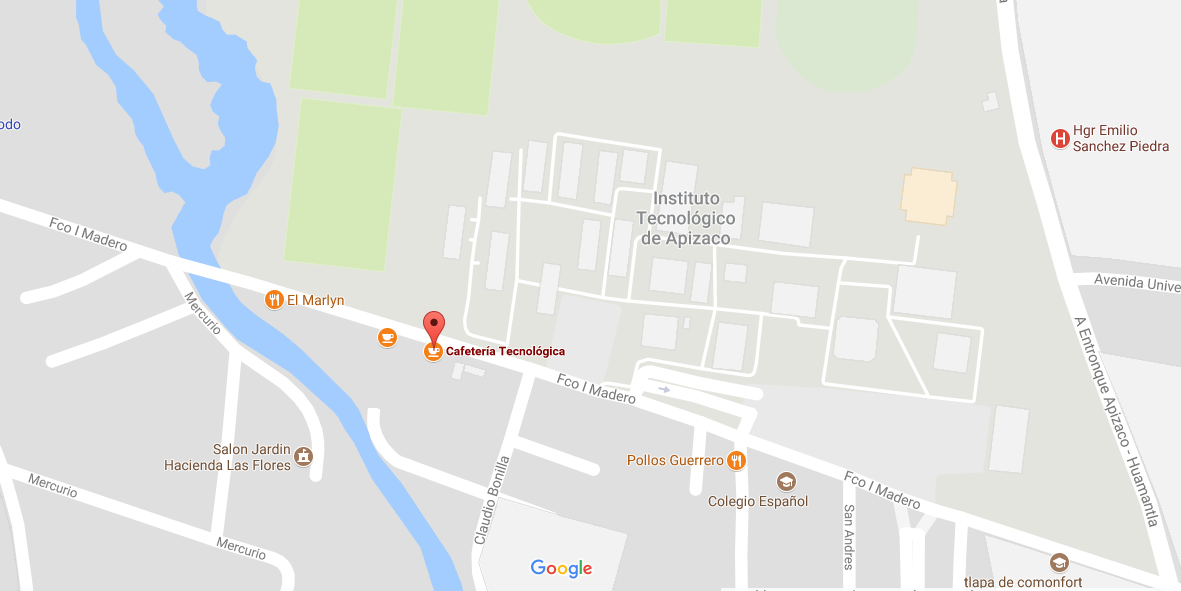 odo
Hgr Emilio
Sanchez Piedra
Instituto
Tecnológico
de Apizaco
Fco I Madero
Avenida Unive
El Marlyn
Mercurio
Cafetería Tecnológica
A Entronque Apizaco - Huamantla
Fco I Madero
Salon Jardin
Hacienda Las Flores
Pollos Guerrero
Colegio Español
Fco I Madero
Mercurio
Claudio Bonilla
San Andres
Mercurio
Google
tlapa de comonfort